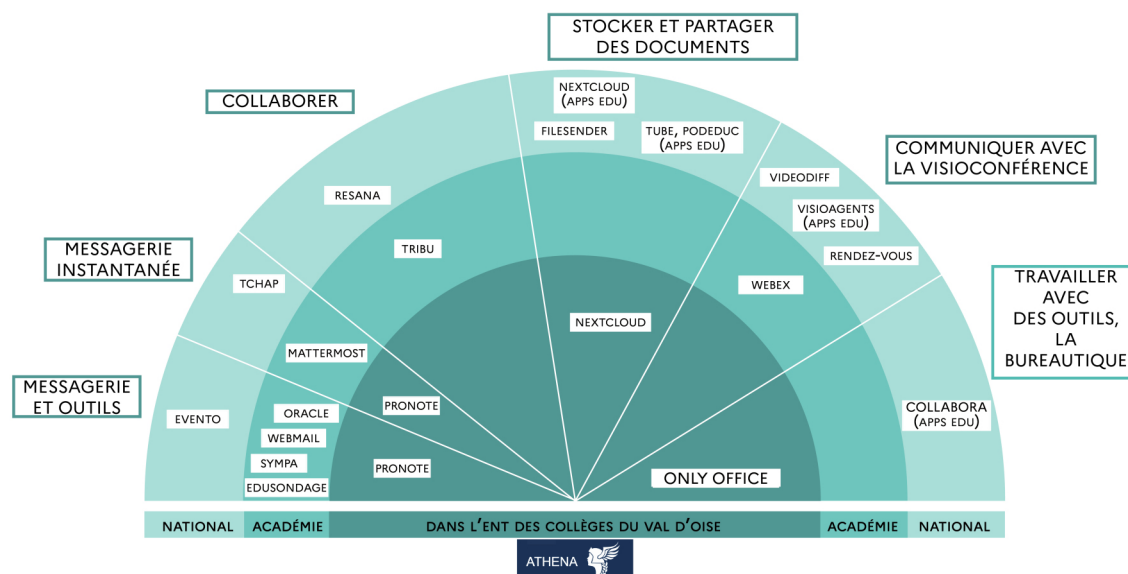 STOCKER ET PARTAGER
DES DOCUMENTS
COLLABORER
NEXTCLOUD
(APPS EDU)
FILESENDER
TUBE, PODEDUC
(APPS EDU)
COMMUNIQUER AVEC
LA VISIOCONFÉRENCE
VIDEODIFF
VISIOAGENTS
(APPS EDU)
RENDEZ-VOUS
RESANA
TRIBU
MESSAGERIE
INSTANTANÉE
TCHAP
WEBEX
TRAVAILLER
AVEC
DES OUTILS,
LA
BUREAUTIQUE
NEXTCLOUD
MATTERMOST
MESSAGERIE
ET OUTILS
EVENTO
ORACLE
WEBMAIL
SYMPA
EDUSONDAGE
PRONOTE
PRONOTE
COLLABORA
(APPS EDU)
ONLY OFFICE
NATIONAL
ACADÉMIE
DANS L'ENT DES COLLÈGES DU VAL D'OISE
ACADÉMIE
NATIONAL
ATHENA